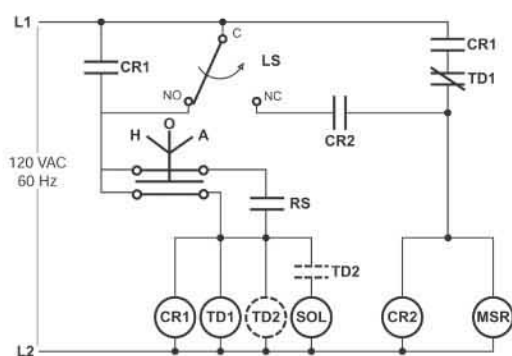 L1
C
CR1
LS
CR1
TD1
NO
NC
O
H
A
CR2
120 VAC
60 Hz
RS
TD2
CR1
TD1
TD2
SOL
CR2
MSR
L2